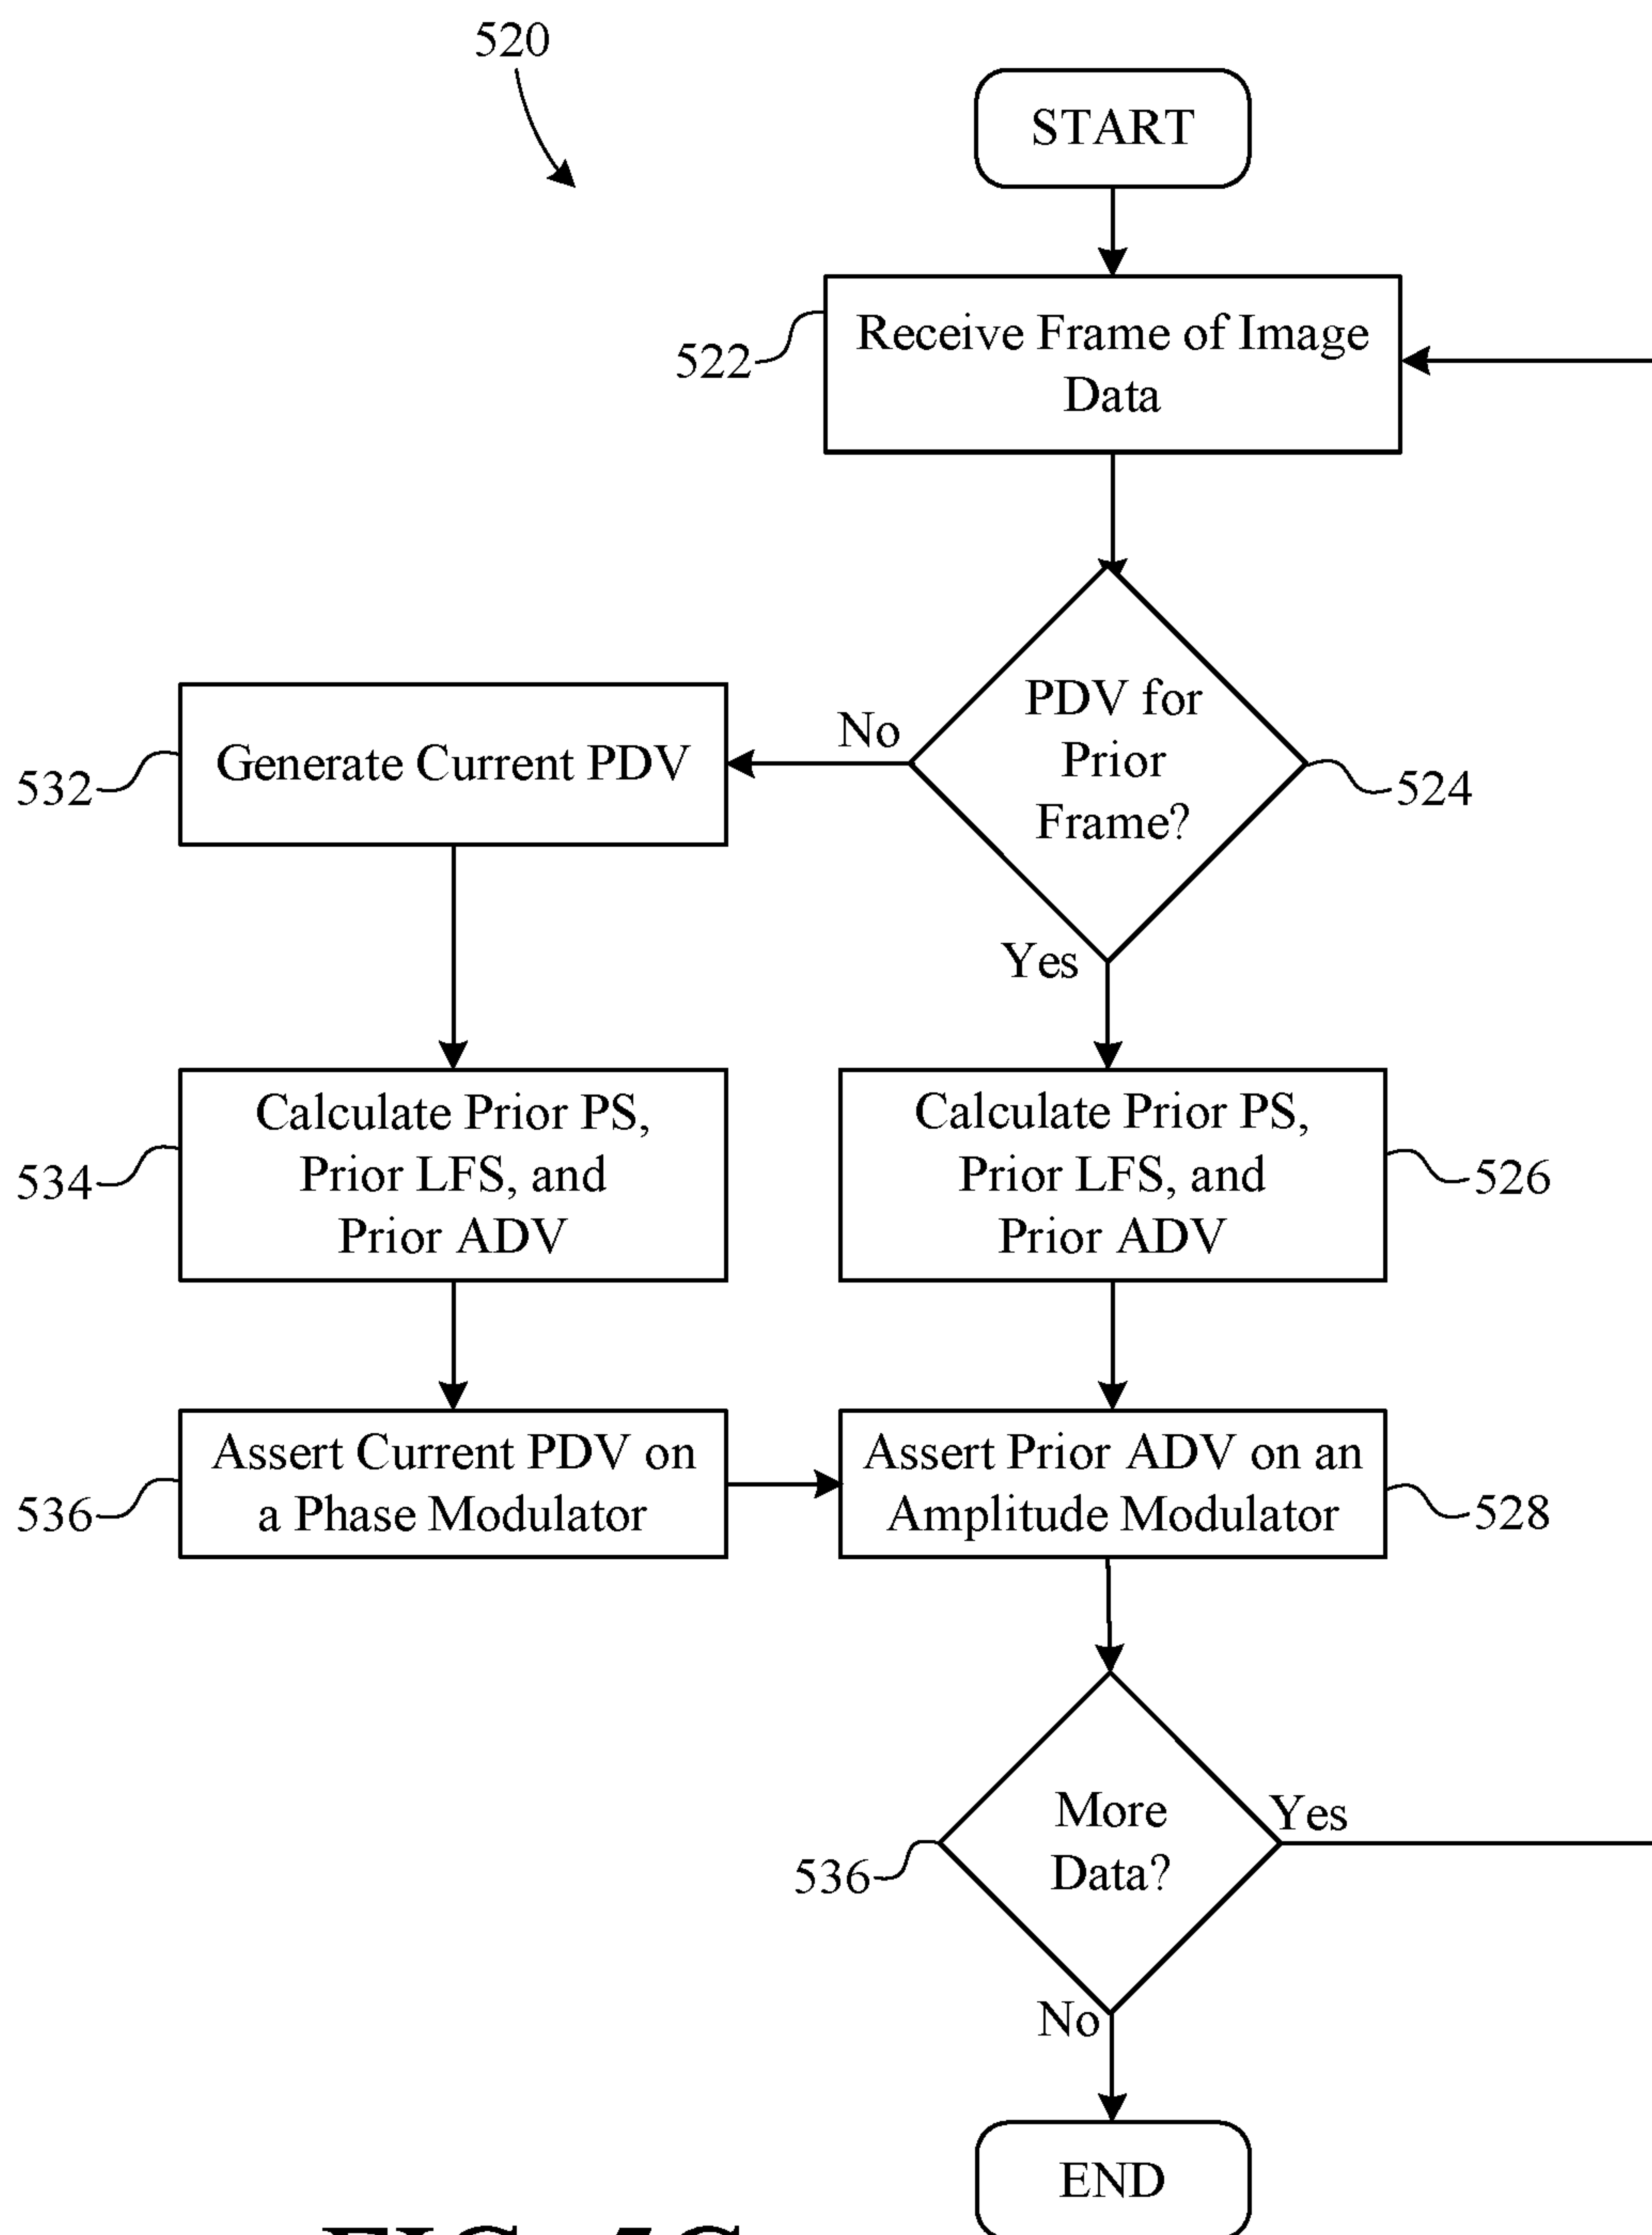 520
START
522
Receive Frame of Image
Data
PDV for
Prior
Frame?
524
No
Generate Current PDV
532
Yes
Calculate Prior PS,
Prior LFS, and
Prior ADV
534
Calculate Prior PS,
Prior LFS, and
Prior ADV
526
Assert Current PDV on
a Phase Modulator
536
Assert Prior ADV on an
Amplitude Modulator
528
More
Data?
536
Yes
No
END